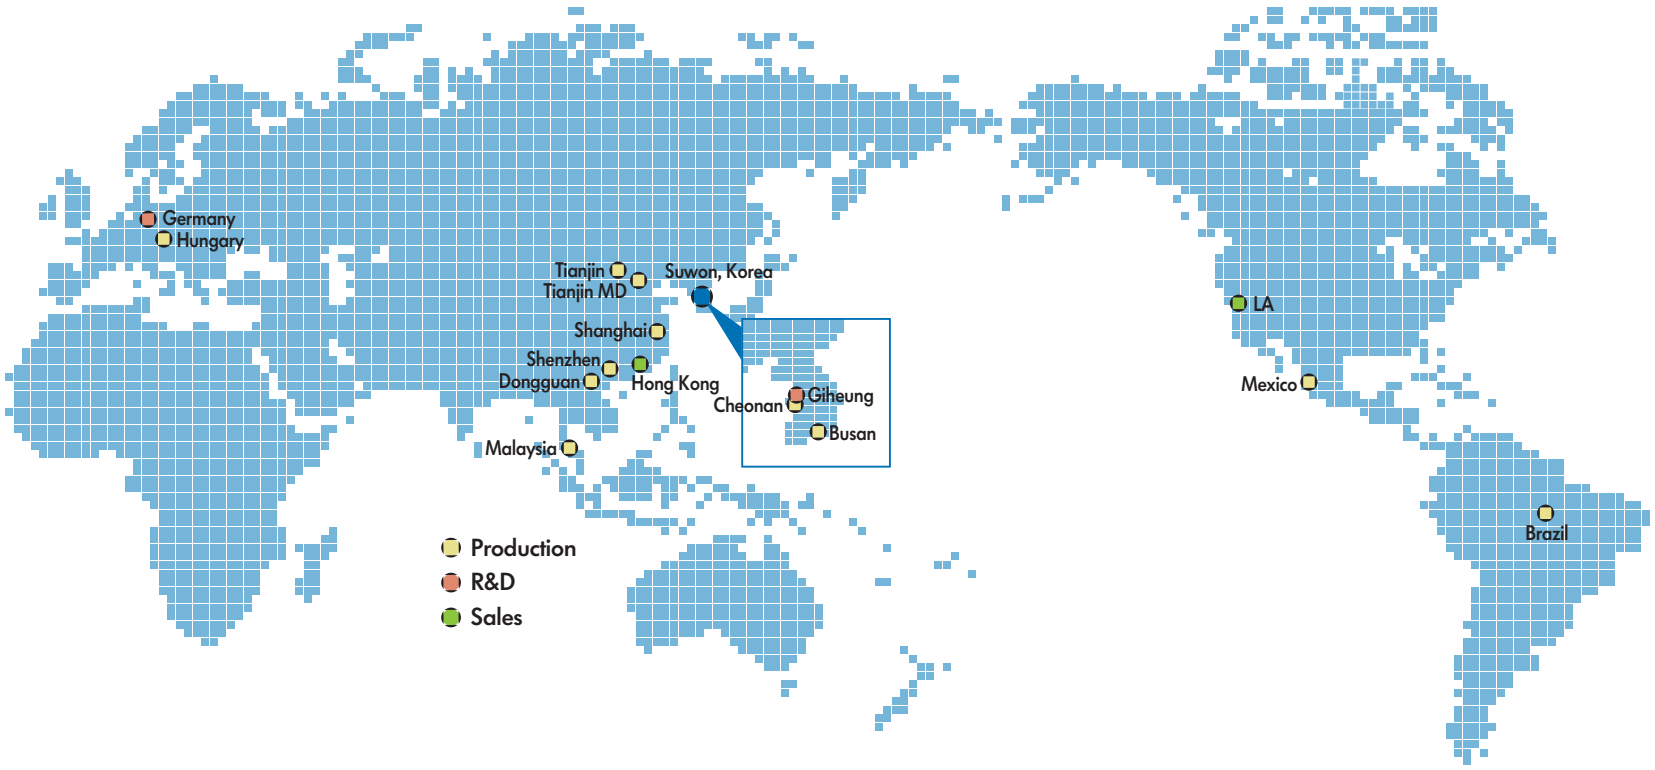 Germany
Hungary
Tianjin
Tianjin MD
Suwon, Korea
Shanghai
Shenzhen
Dongguan
Hong Kong
Malaysia
Giheung
Cheonan
Busan
LA
Mexico
Brazil
Production
R&D
Sales